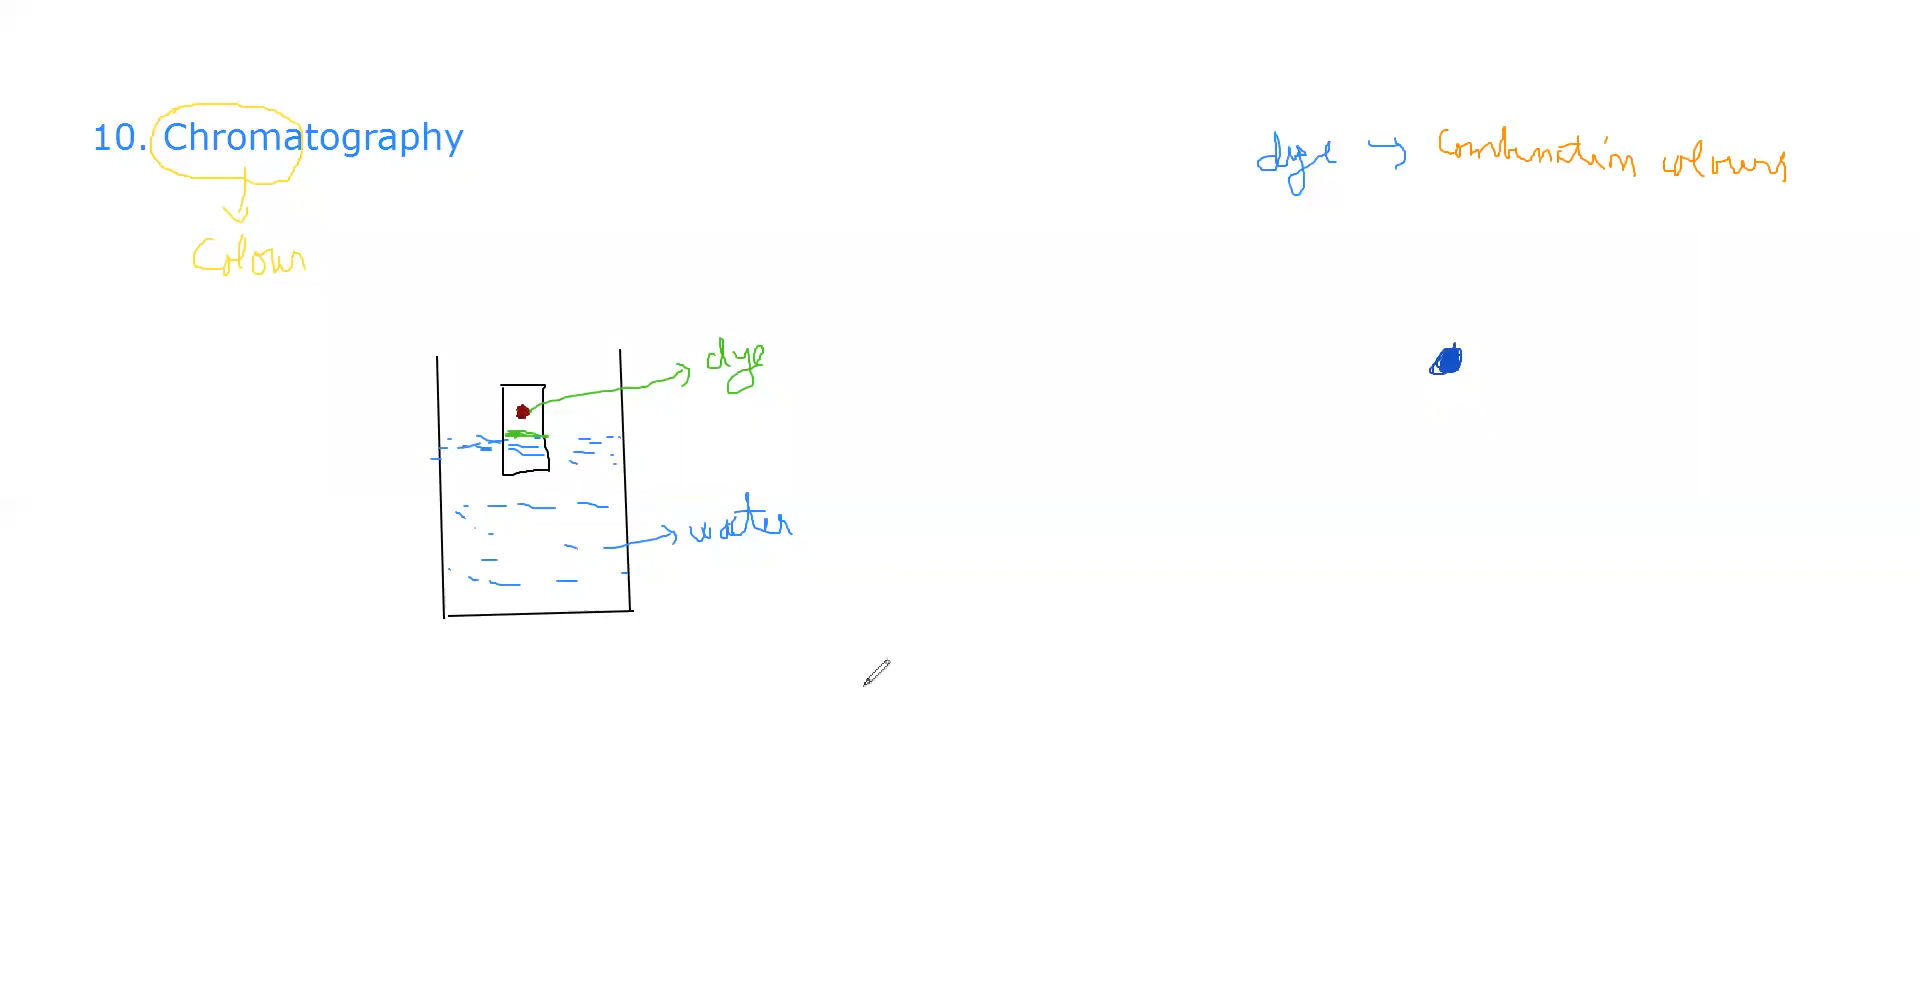 10. Chromatography
dye → Combination colours
Colour
dye
water